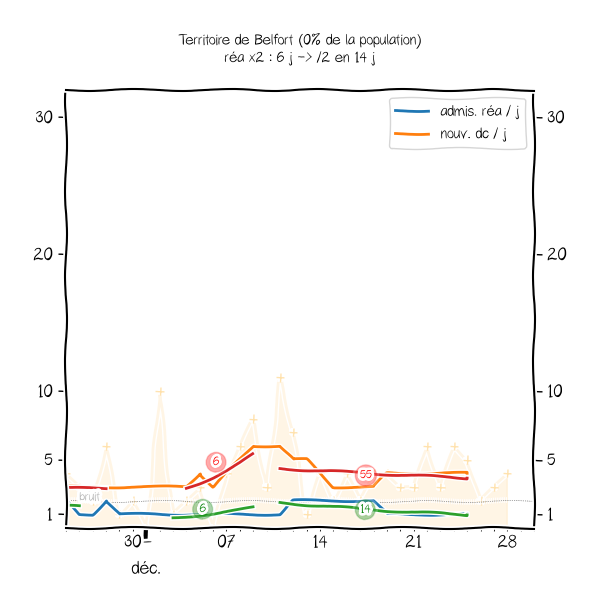 Territoire de Belfort (0% de la population)
réa x2 : 6 j -> /2 en 14 j
admis. réa / j
nouv. dc / j
30 30
20 20
10 10
5 5
1 1
6
55
bruit
6
14
30 07 14 21 28
déc.